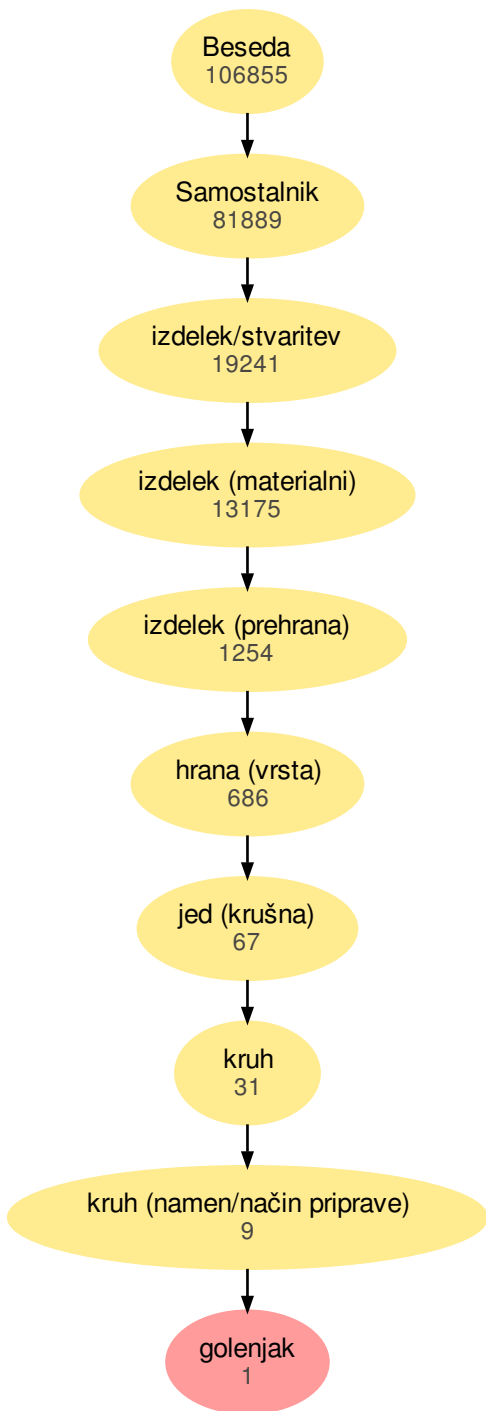 Beseda
106855
Samostalnik
81889
izdelek/stvaritev
19241
izdelek (materialni)
13175
izdelek (prehrana)
1254
hrana (vrsta)
686
jed (krušna)
67
kruh
31
kruh (namen/način priprave)
9
golenjak
1